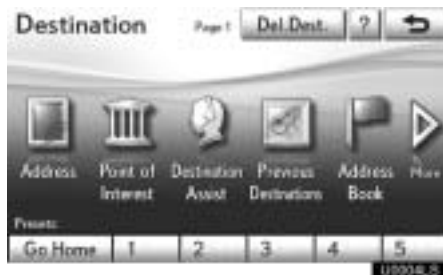 Destination Page 1 Del.Dest. ?
Address Point of Interest Destination Assist Previous Destinations Address Book More
Presets
Go Home 1 2 3 4 5
U0004LS